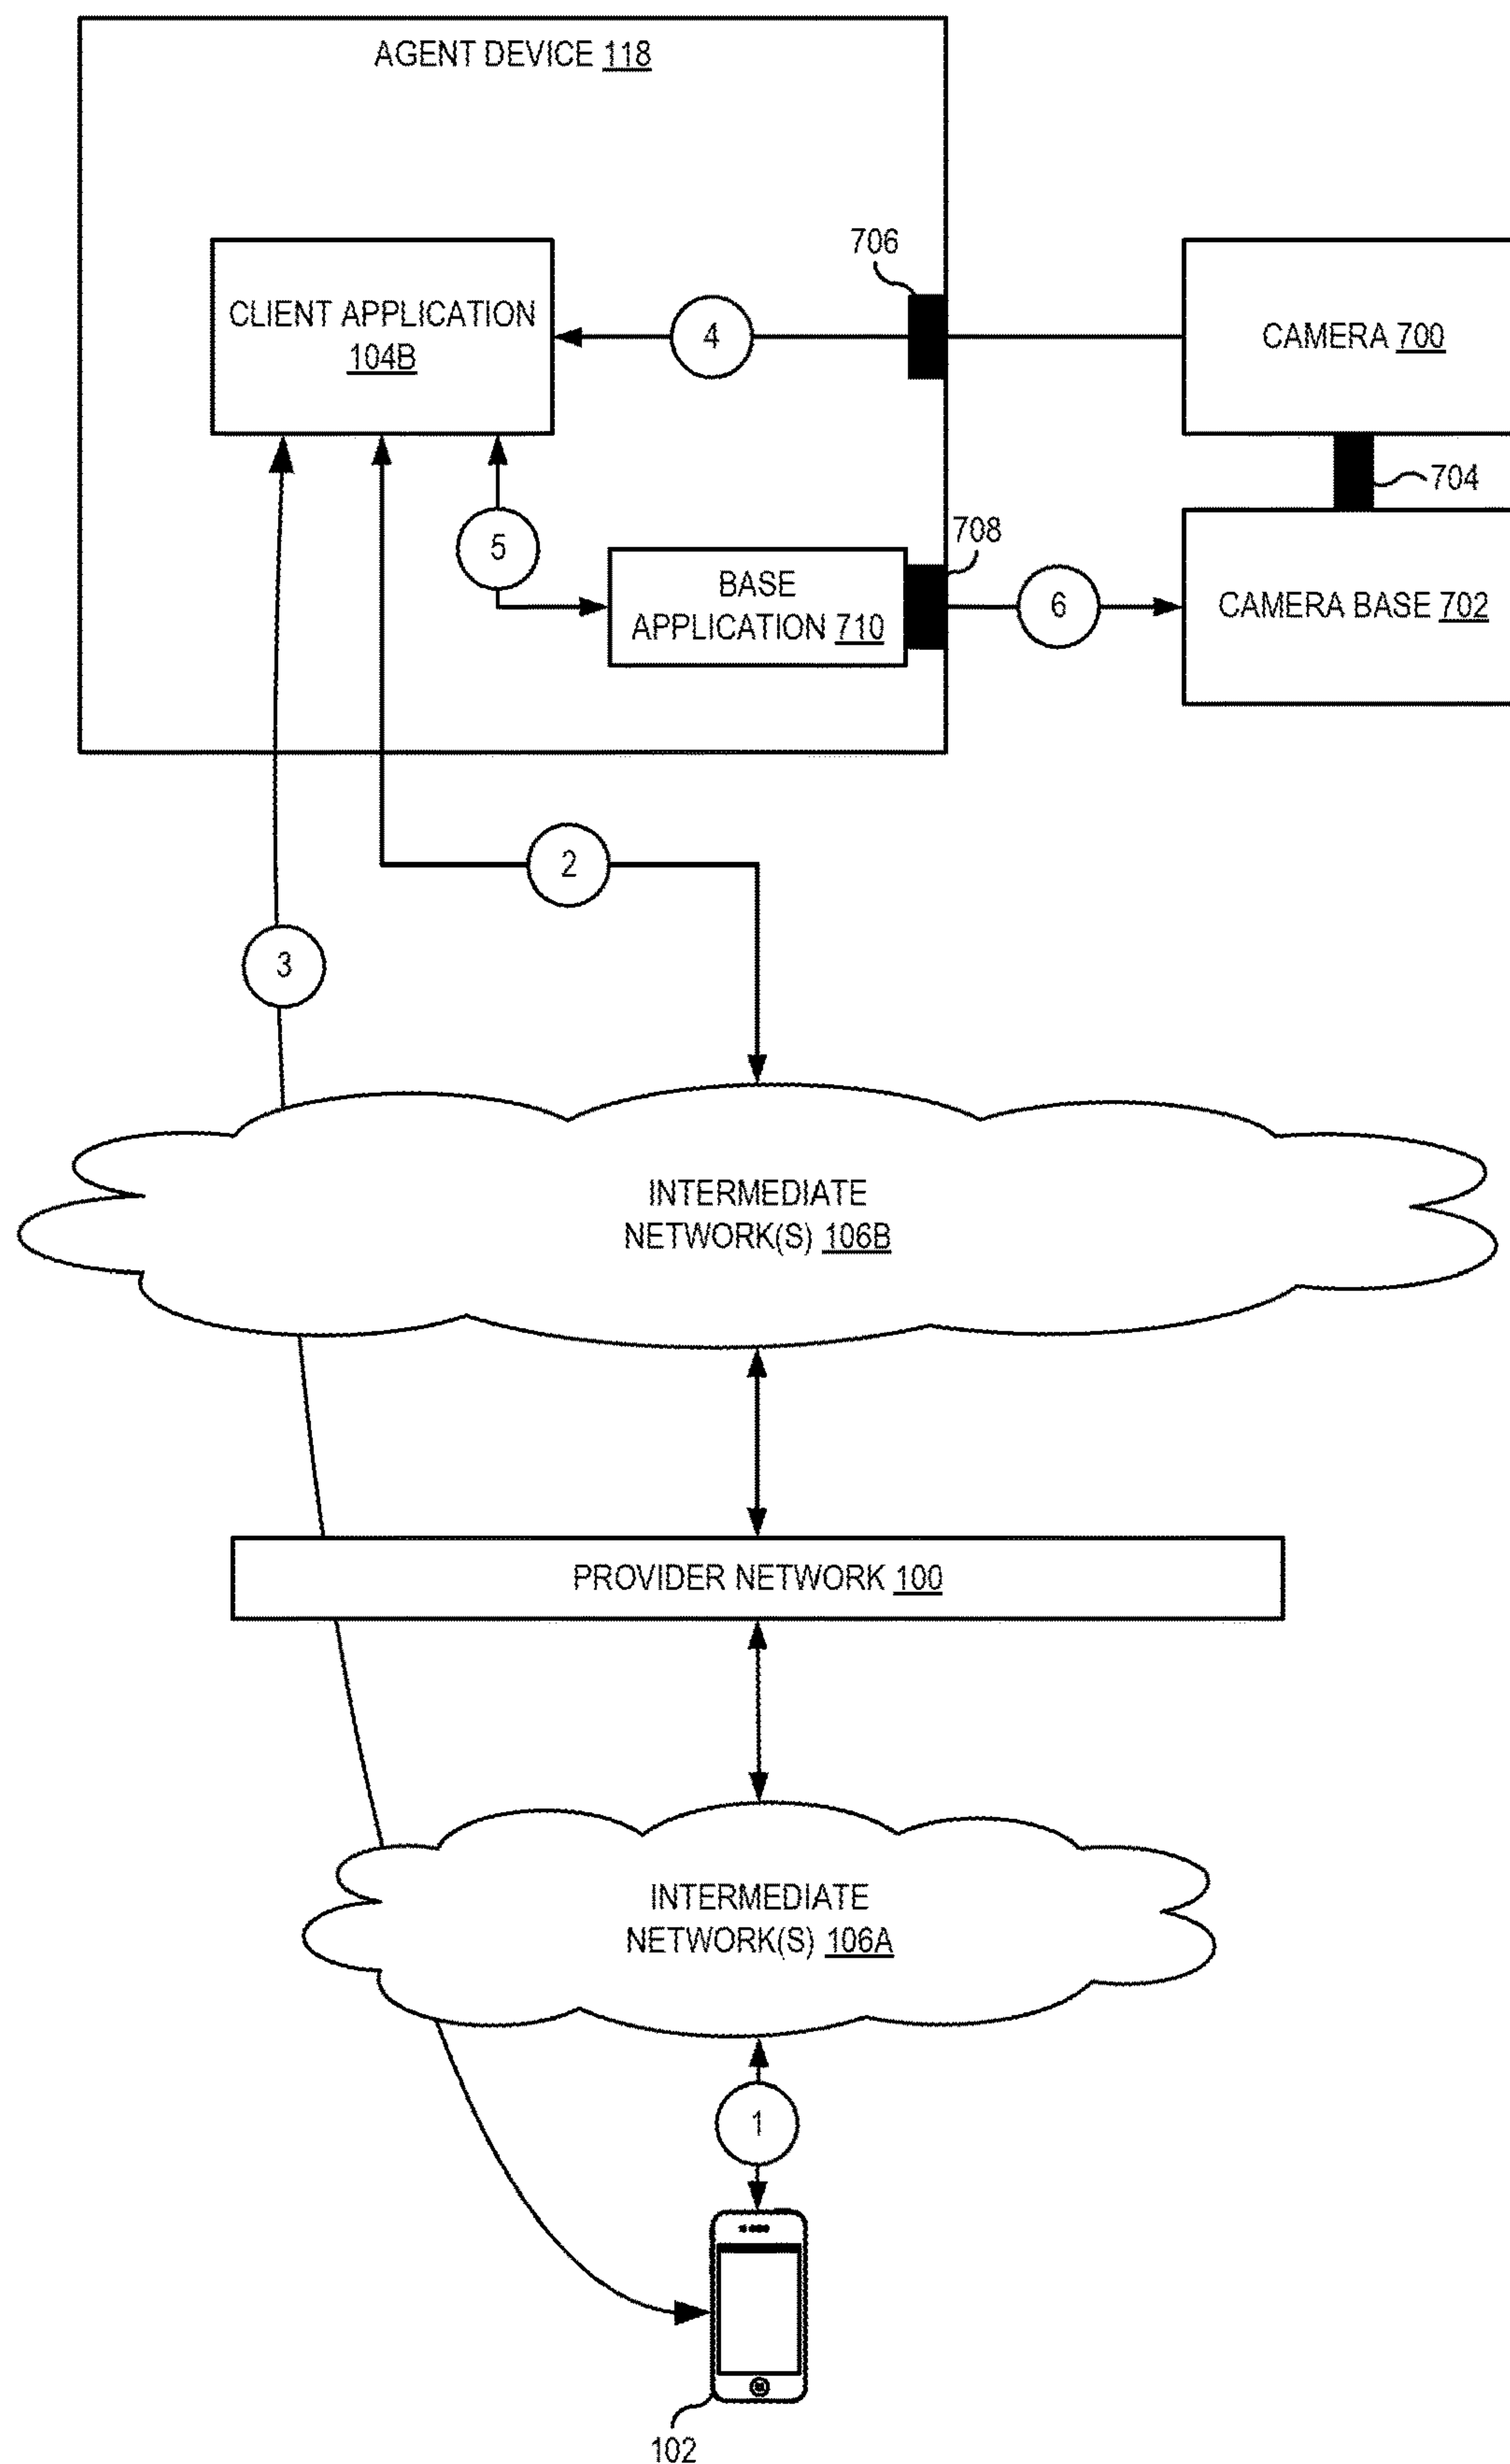 AGENT DEVICE 118
706
CLIENT APPLICATION
104B
4
CAMERA 700
704
708
5
BASE
APPLICATION 710
6
CAMERA BASE 702
2
3
INTERMEDIATE
NETWORK(S) 106B
PROVIDER NETWORK 100
INTERMEDIATE
NETWORK(S) 106A
1
102